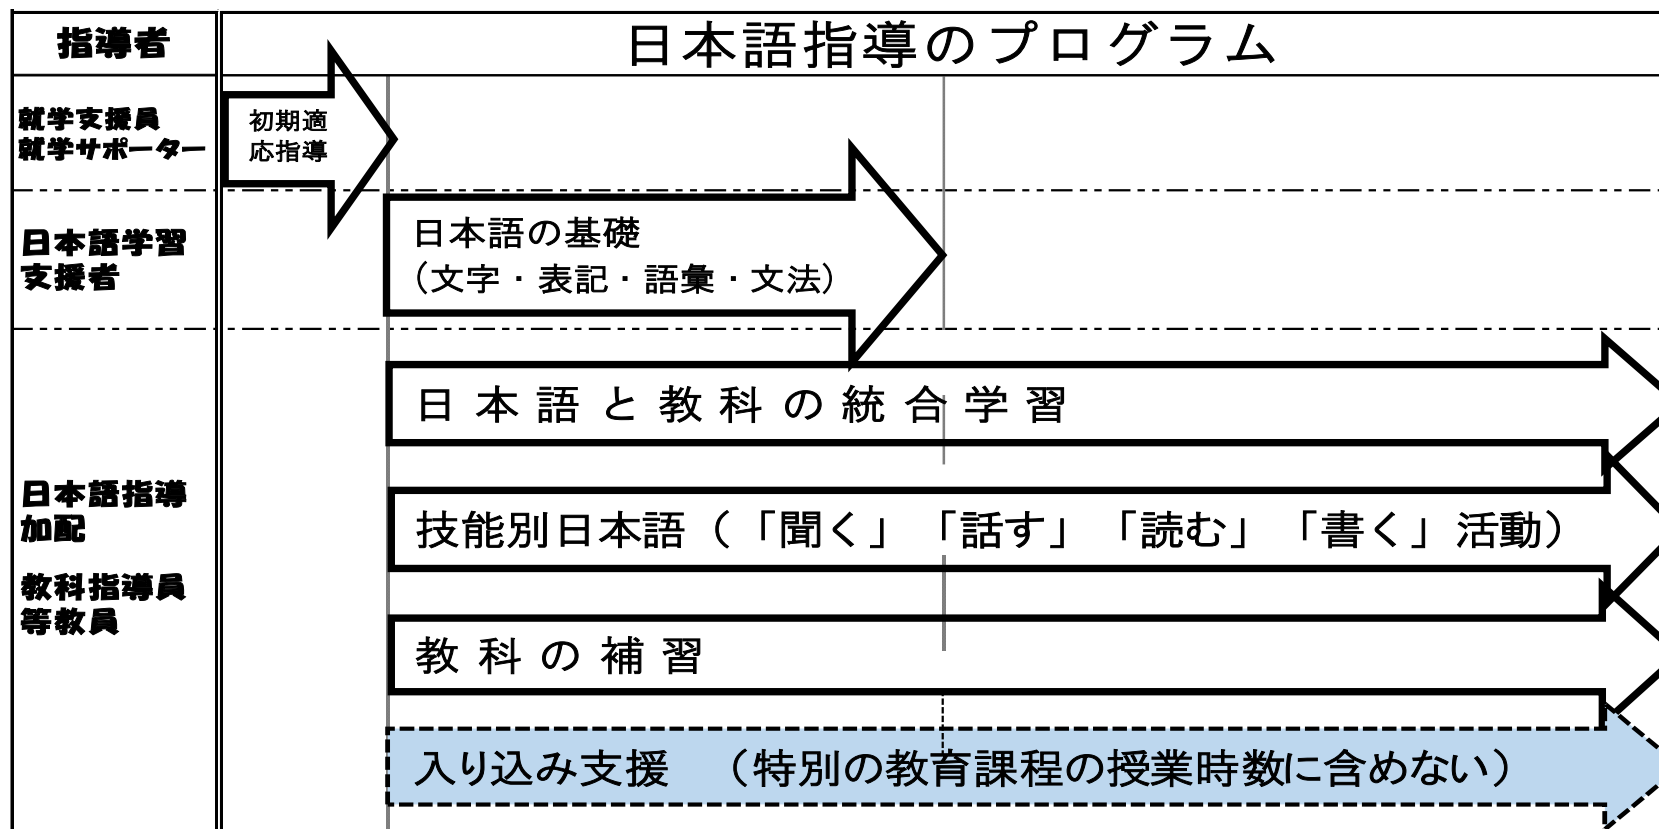 指導者
日本語指導のプログラム
就学支援員
就学サポーター
初期適
応指導
日本語学習
支援者
日本語の基礎
（文字・表記・語彙・文法）
日本語と教科の統合学習
日本語指導
加配
技能別日本語（「聞く」「話す」「読む」「書く」活動）
教科指導員
等教員
教科の補習
入り込み支援　（特別の教育課程の授業時数に含めない）